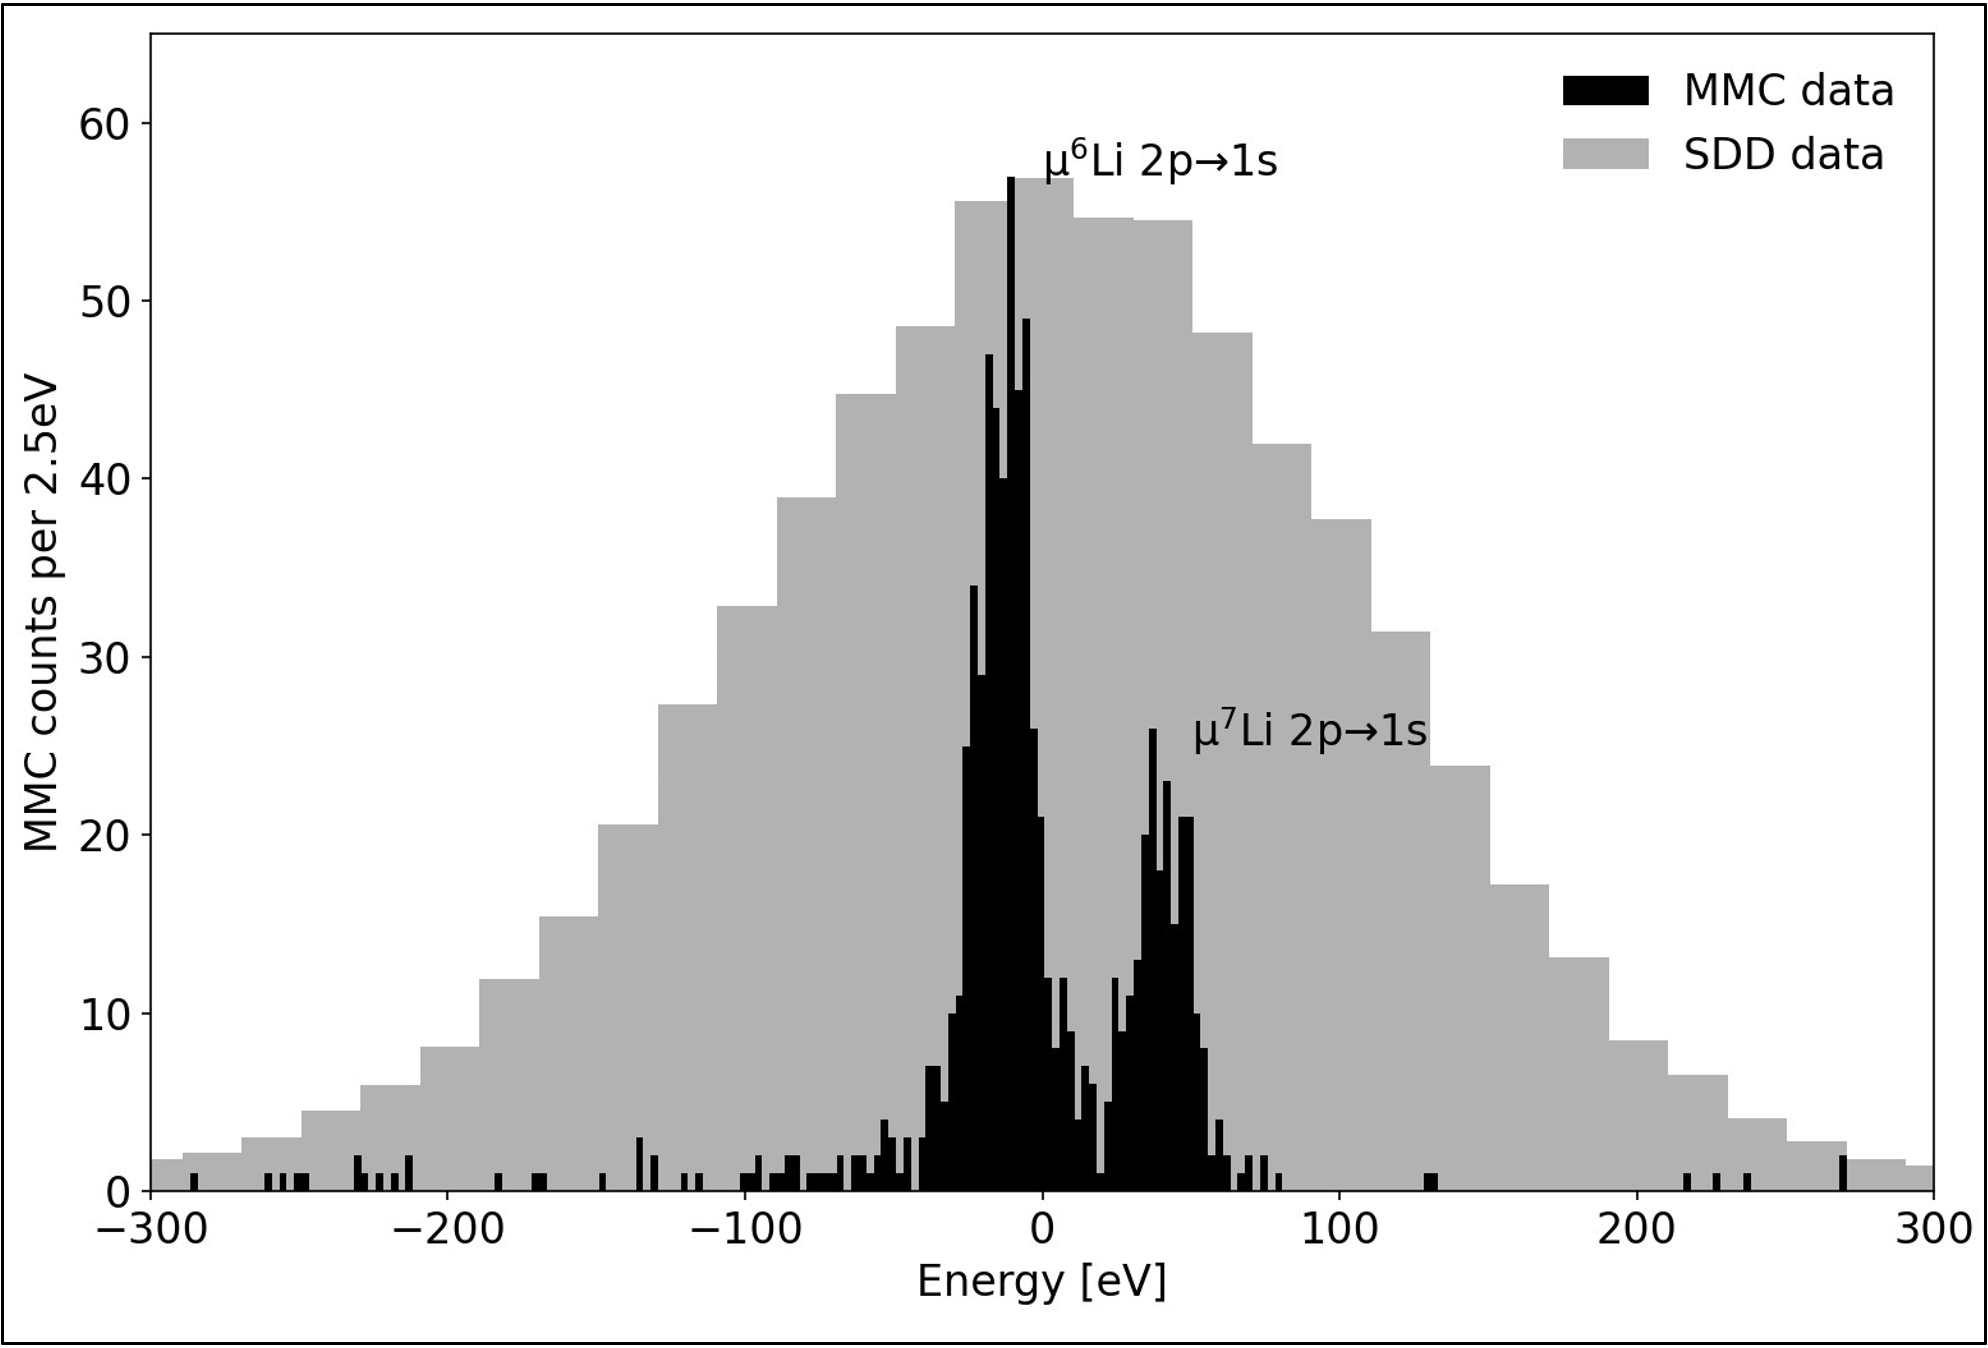 MMC data
SDD data
μ⁶Li 2p→1s
μ⁷Li 2p→1s
MMC counts per 2.5eV
60
50
40
30
20
10
0
−300 −200 −100 0 100 200 300
Energy [eV]